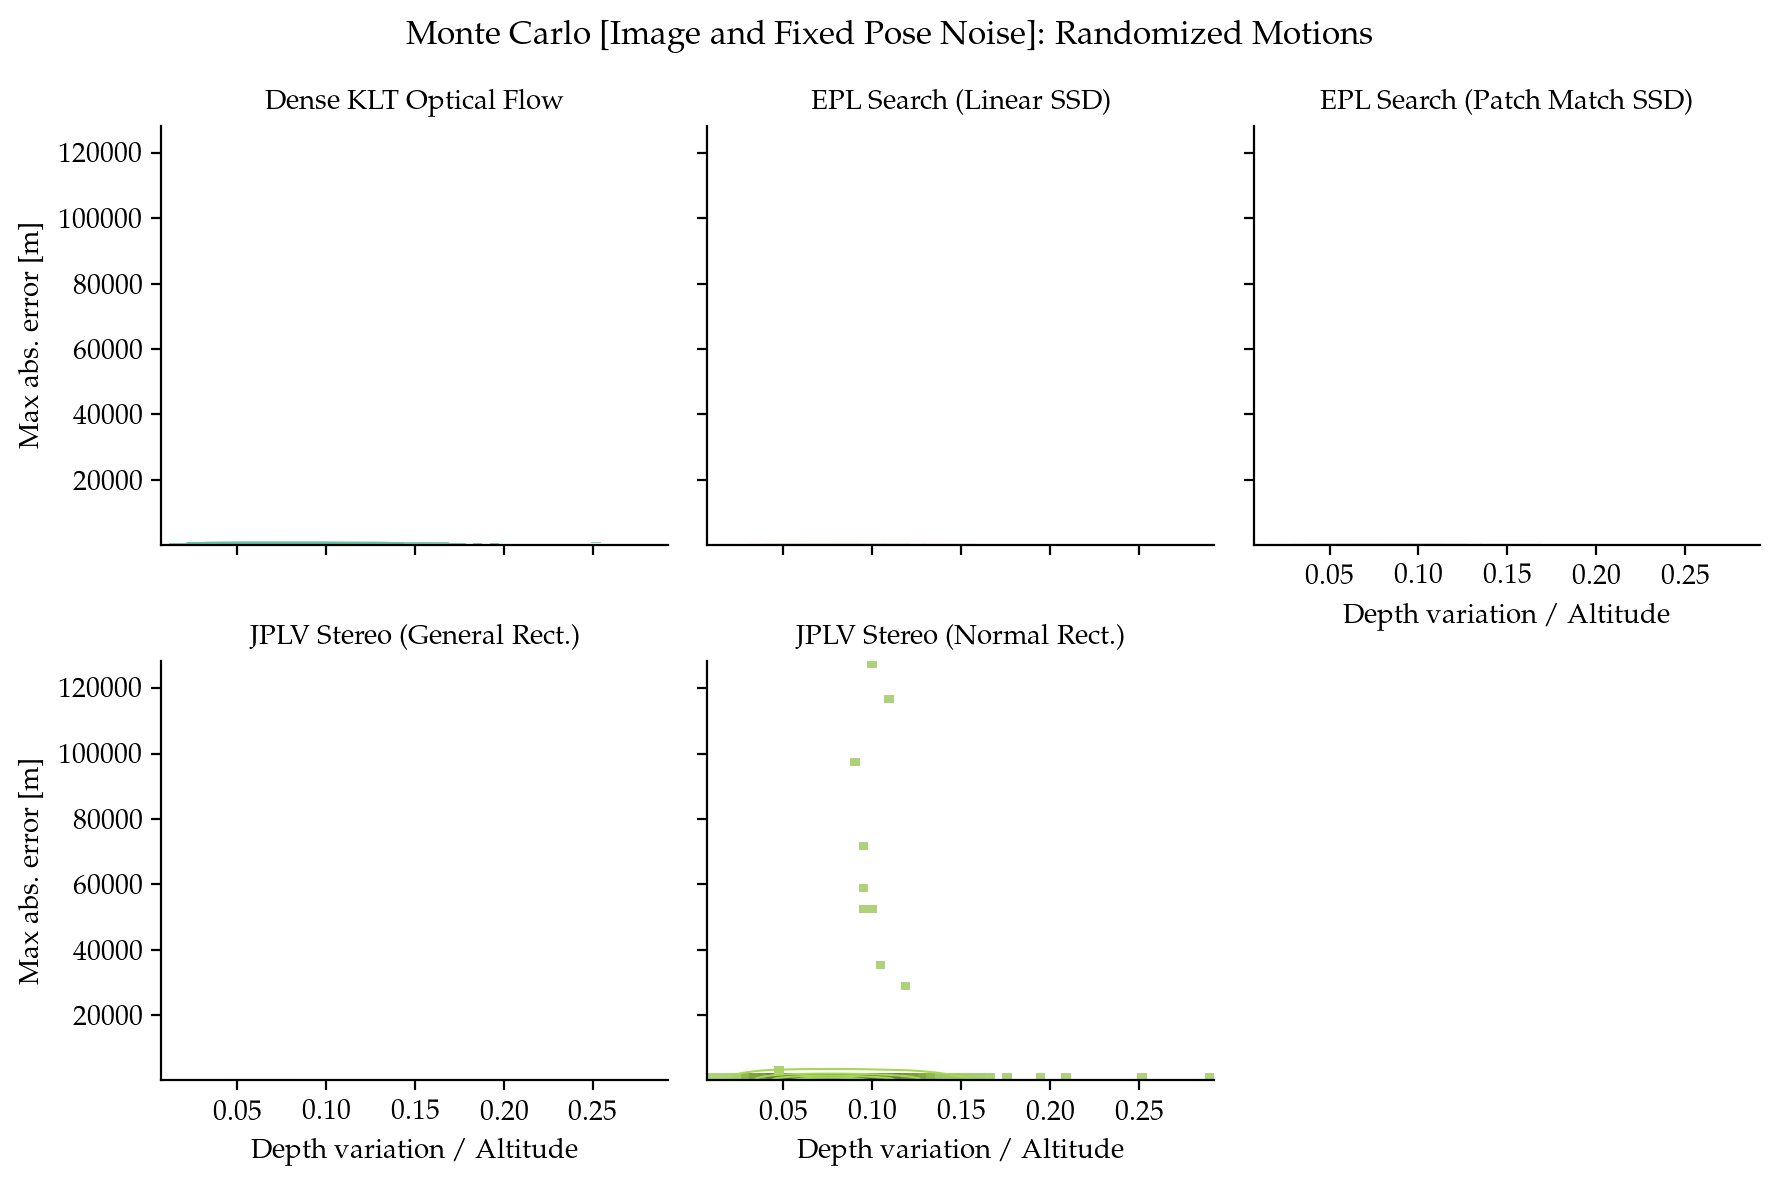 Monte Carlo [Image and Fixed Pose Noise]: Randomized Motions
Dense KLT Optical Flow
EPL Search (Linear SSD)
EPL Search (Patch Match SSD)
Max abs. error [m]
120000
100000
80000
60000
40000
20000
0.05 0.10 0.15 0.20 0.25
Depth variation / Altitude
JPLV Stereo (General Rect.)
JPLV Stereo (Normal Rect.)
Max abs. error [m]
120000
100000
80000
60000
40000
20000
0.05 0.10 0.15 0.20 0.25
Depth variation / Altitude
0.05 0.10 0.15 0.20 0.25
Depth variation / Altitude